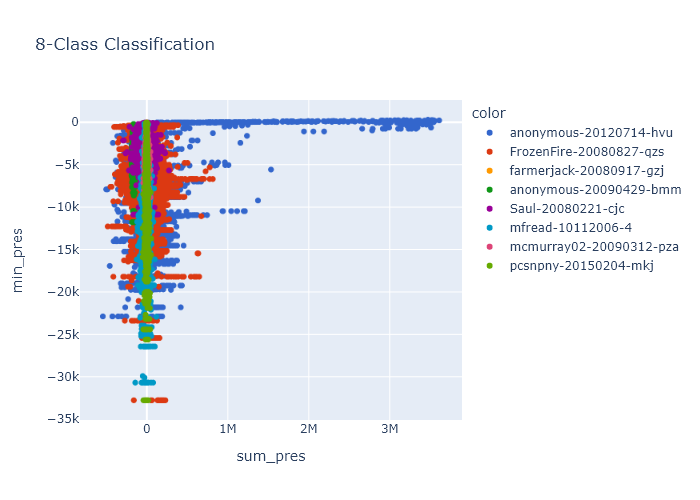 8-Class Classification
color
anonymous-20120714-hvu
FrozenFire-20080827-qzs
farmerjack-20080917-gzj
anonymous-20090429-bmm
Saul-20080221-cjc
mfread-10112006-4
mcmurray02-20090312-pza
pcsnpny-20150204-mkj
min_pres
0
−5k
−10k
−15k
−20k
−25k
−30k
−35k
0
1M
2M
3M
sum_pres